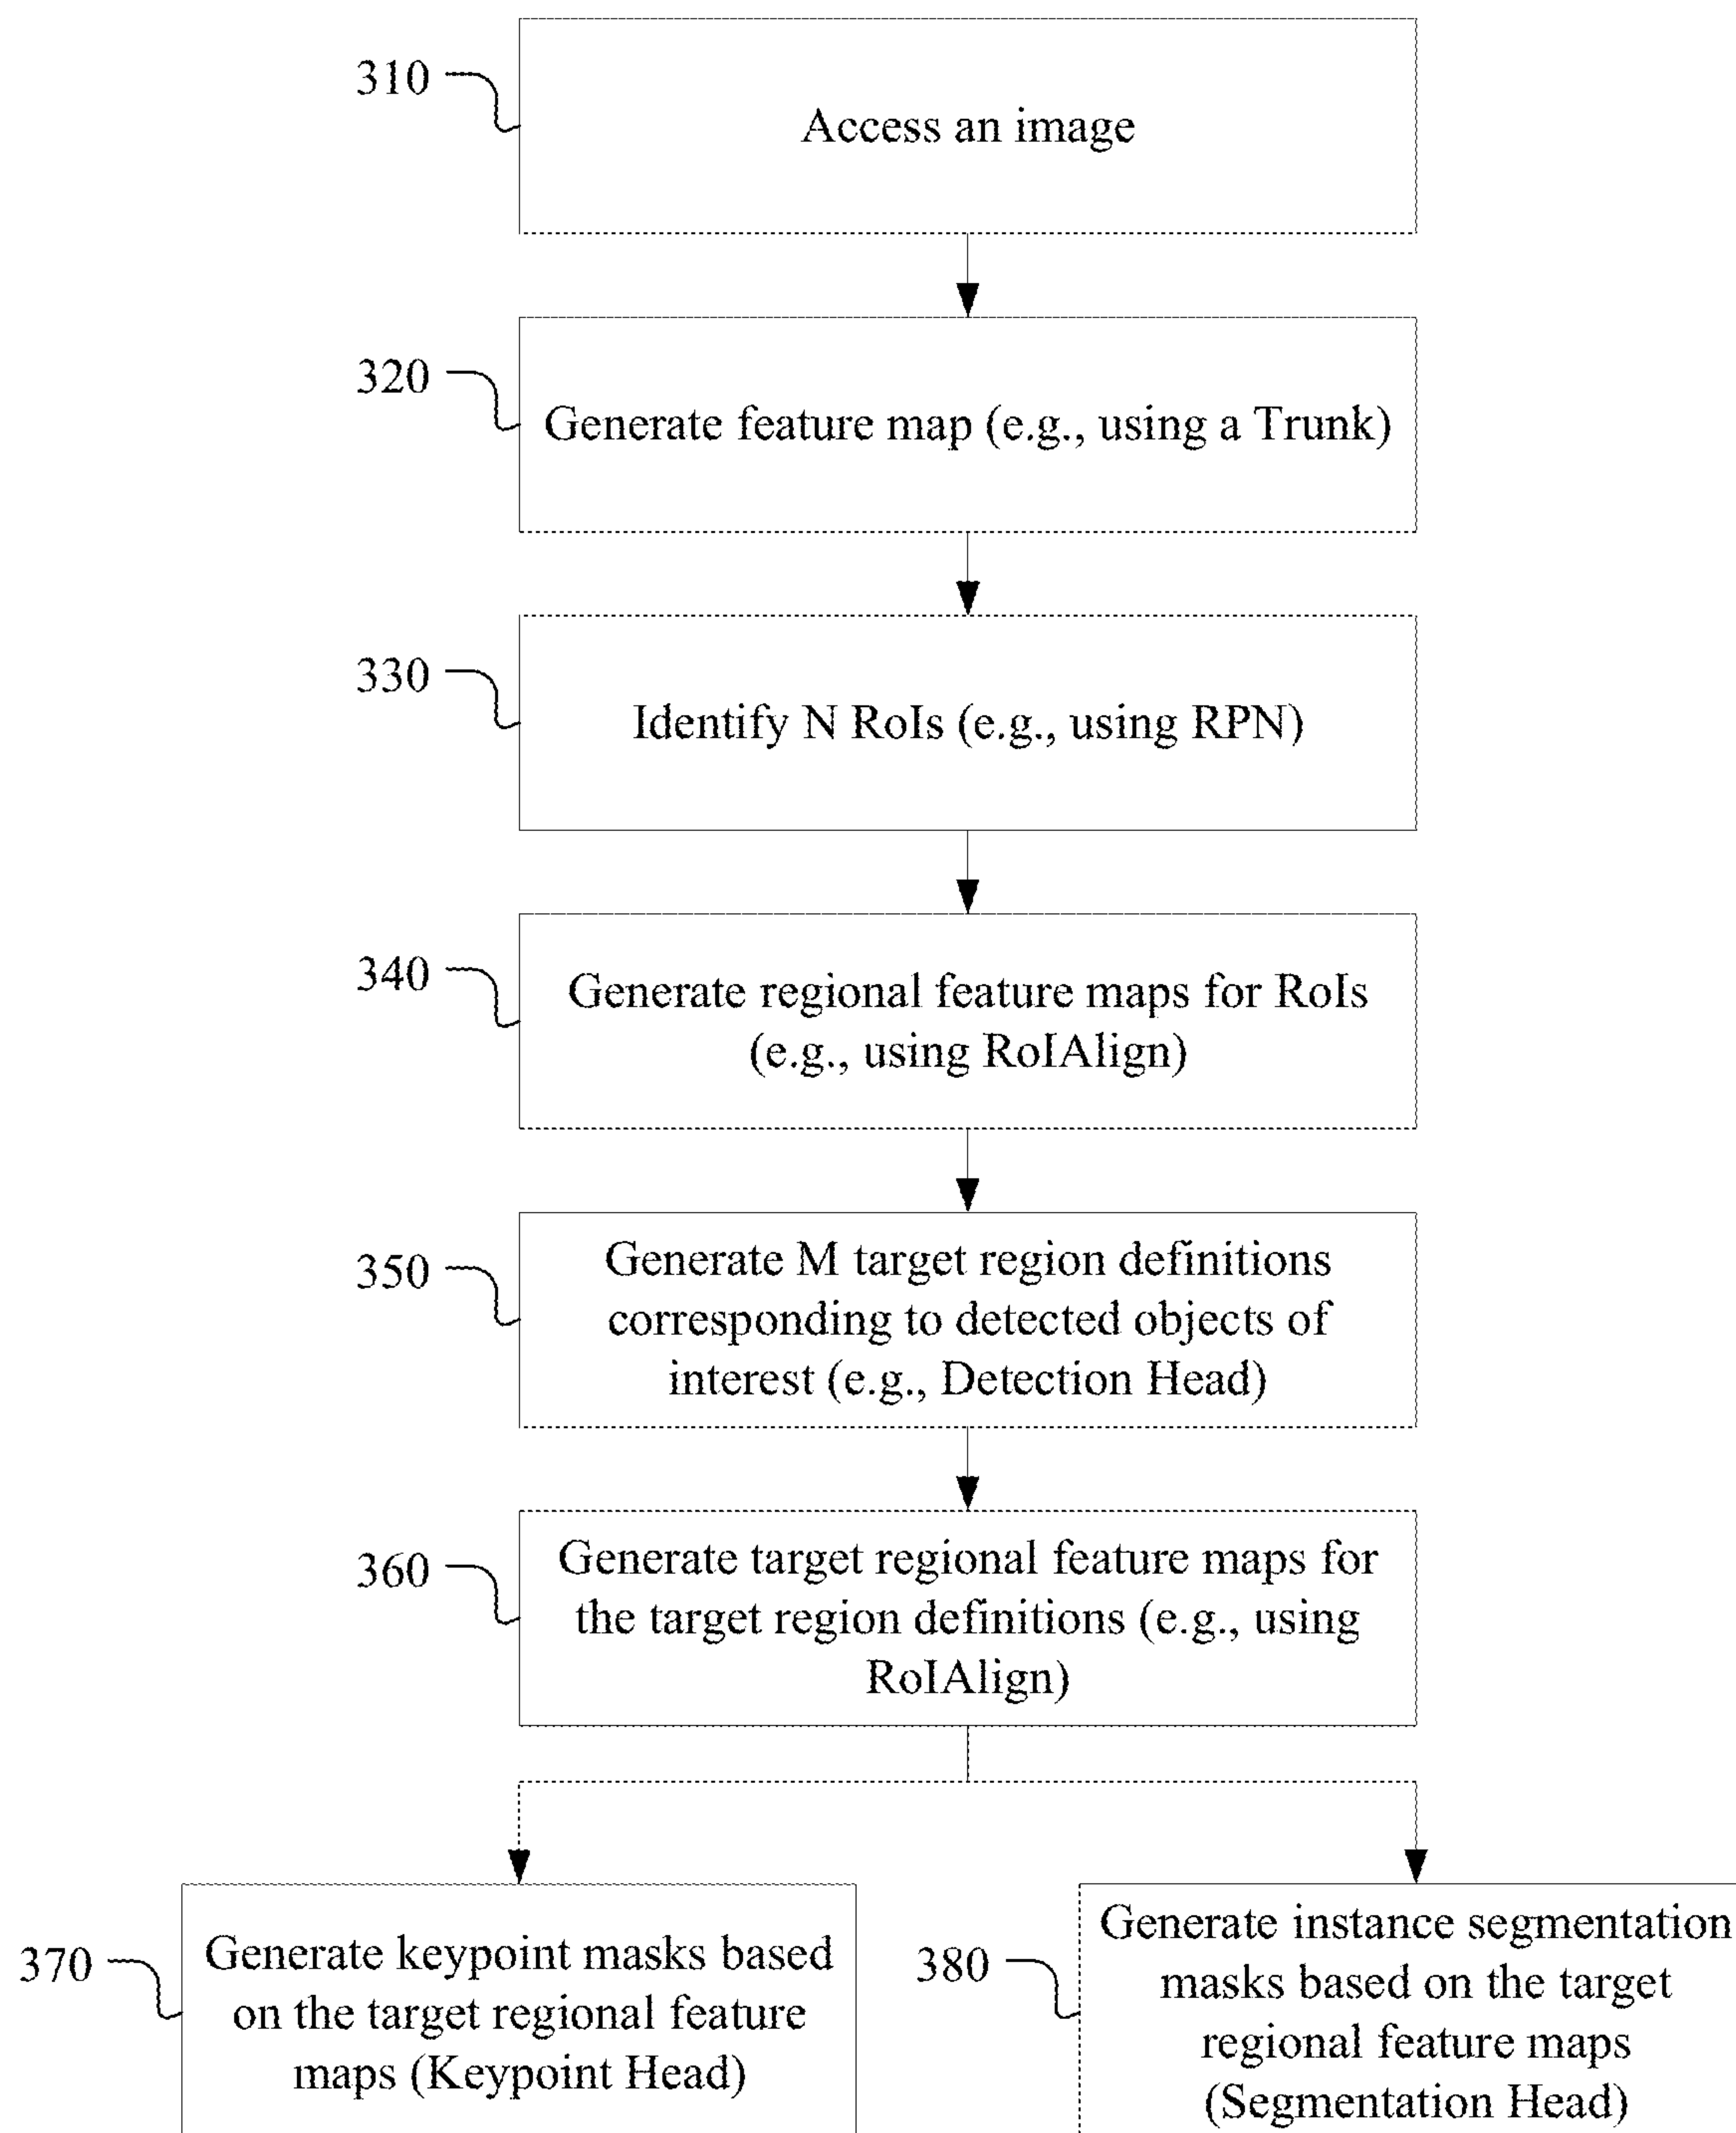 310
Access an image
320
Generate feature map (e.g., using a Trunk)
330
Identify N RoIs (e.g., using RPN)
340
Generate regional feature maps for RoIs
(e.g., using RoIAlign)
350
Generate M target region definitions
corresponding to detected objects of
interest (e.g., Detection Head)
360
Generate target regional feature maps for
the target region definitions (e.g., using
RoIAlign)
370
Generate keypoint masks based
on the target regional feature
maps (Keypoint Head)
380
Generate instance segmentation
masks based on the target
regional feature maps
(Segmentation Head)